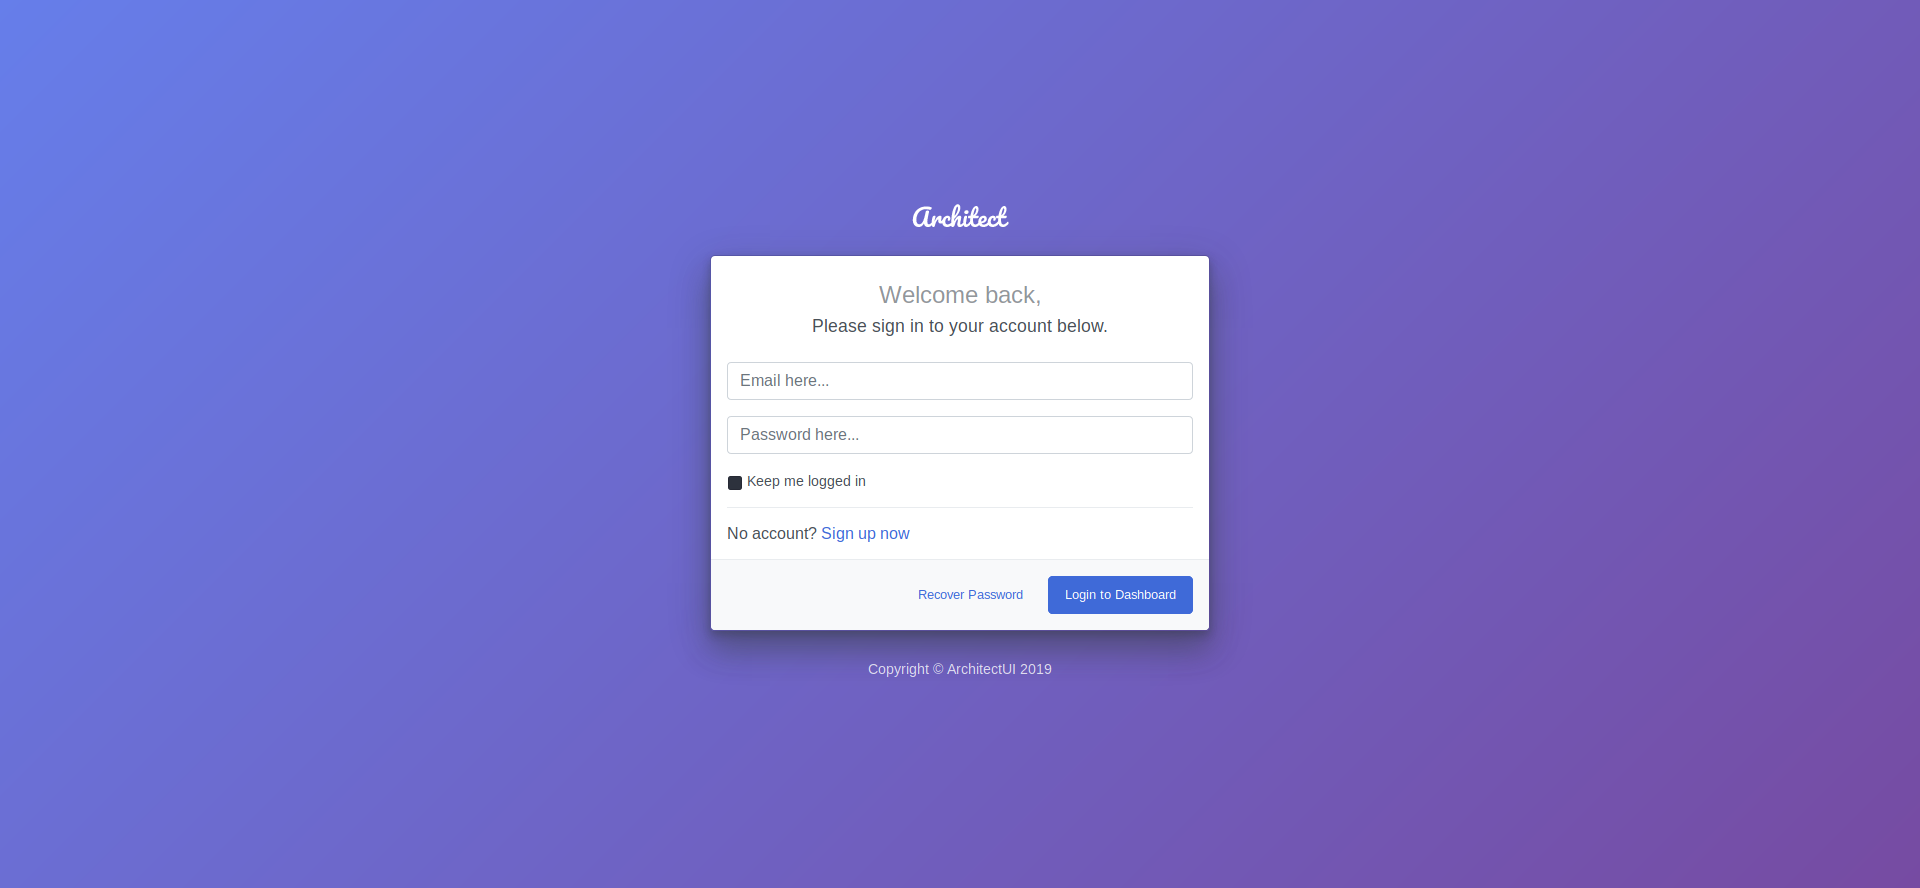 Architect
Welcome back,
Please sign in to your account below.
Email here...
Password here...
Keep me logged in
No account? Sign up now
Recover Password
Login to Dashboard
Copyright © ArchitectUI 2019